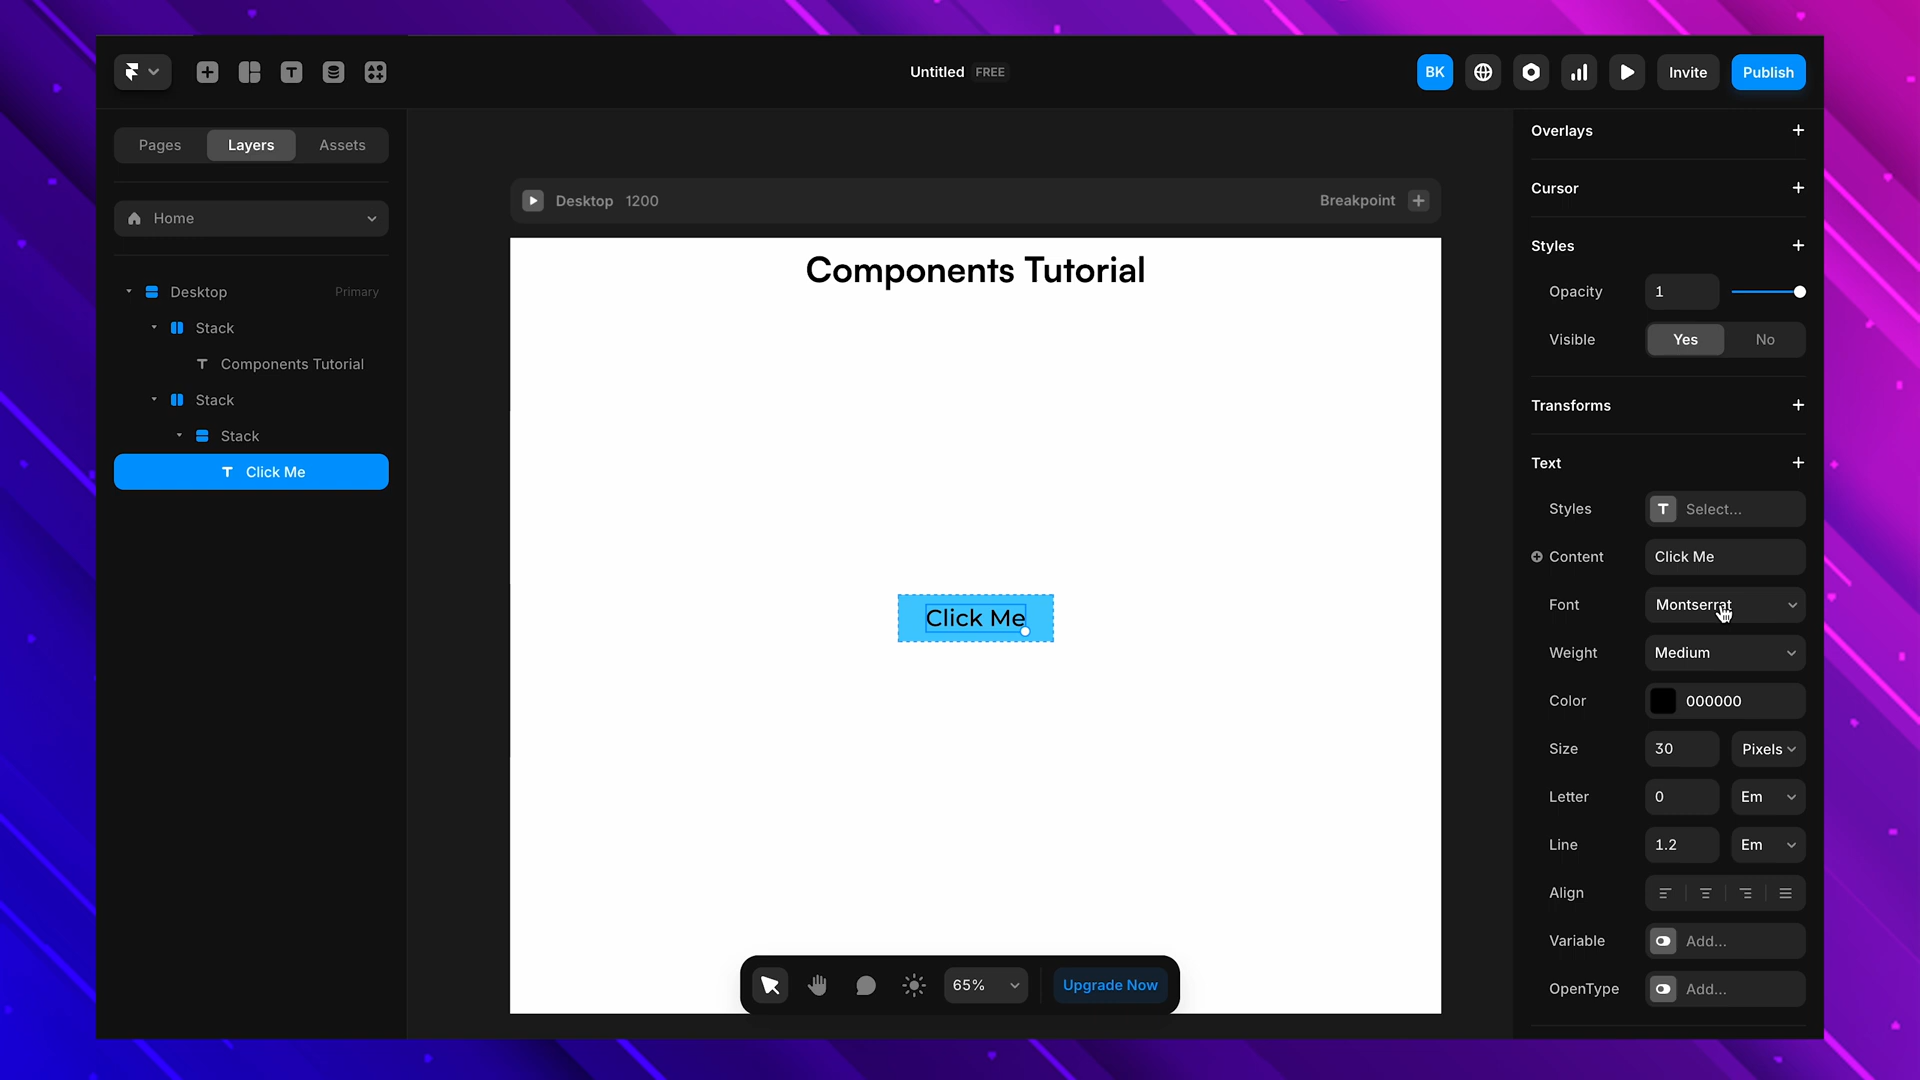 Untitled FREE
BK
Invite
Publish
Pages
Layers
Assets
Home
Desktop Primary
Stack
Components Tutorial
Stack
Stack
Click Me
Desktop 1200
Breakpoint
Components Tutorial
Click Me
65%
Upgrade Now
Overlays
Cursor
Styles
Opacity 1
Visible Yes No
Transforms
Text
Styles T Select...
Content Click Me
Font Montserrat
Weight Medium
Color 000000
Size 30 Pixels
Letter 0 Em
Line 1.2 Em
Align
Variable Add...
OpenType Add...